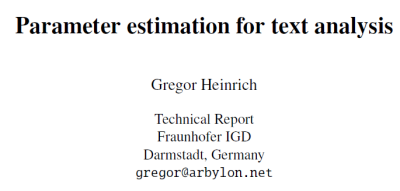 Parameter estimation for text analysis
Gregor Heinrich
Technical Report
Fraunhofer IGD
Darmstadt, Germany
gregor@arbylon.net